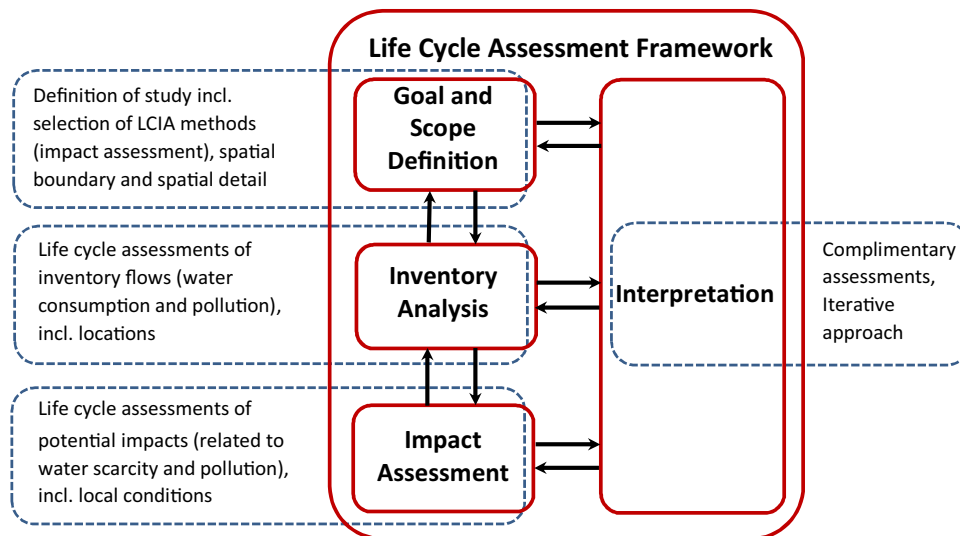 Life Cycle Assessment Framework
Definition of study incl.
selection of LCIA methods
(impact assessment), spatial
boundary and spatial detail
Goal and
Scope
Definition
Life cycle assessments of
inventory flows (water
consumption and pollution),
incl. locations
Inventory
Analysis
Interpretation
Complimentary
assessments,
Iterative
approach
Life cycle assessments of
potential impacts (related to
water scarcity and pollution),
incl. local conditions
Impact
Assessment